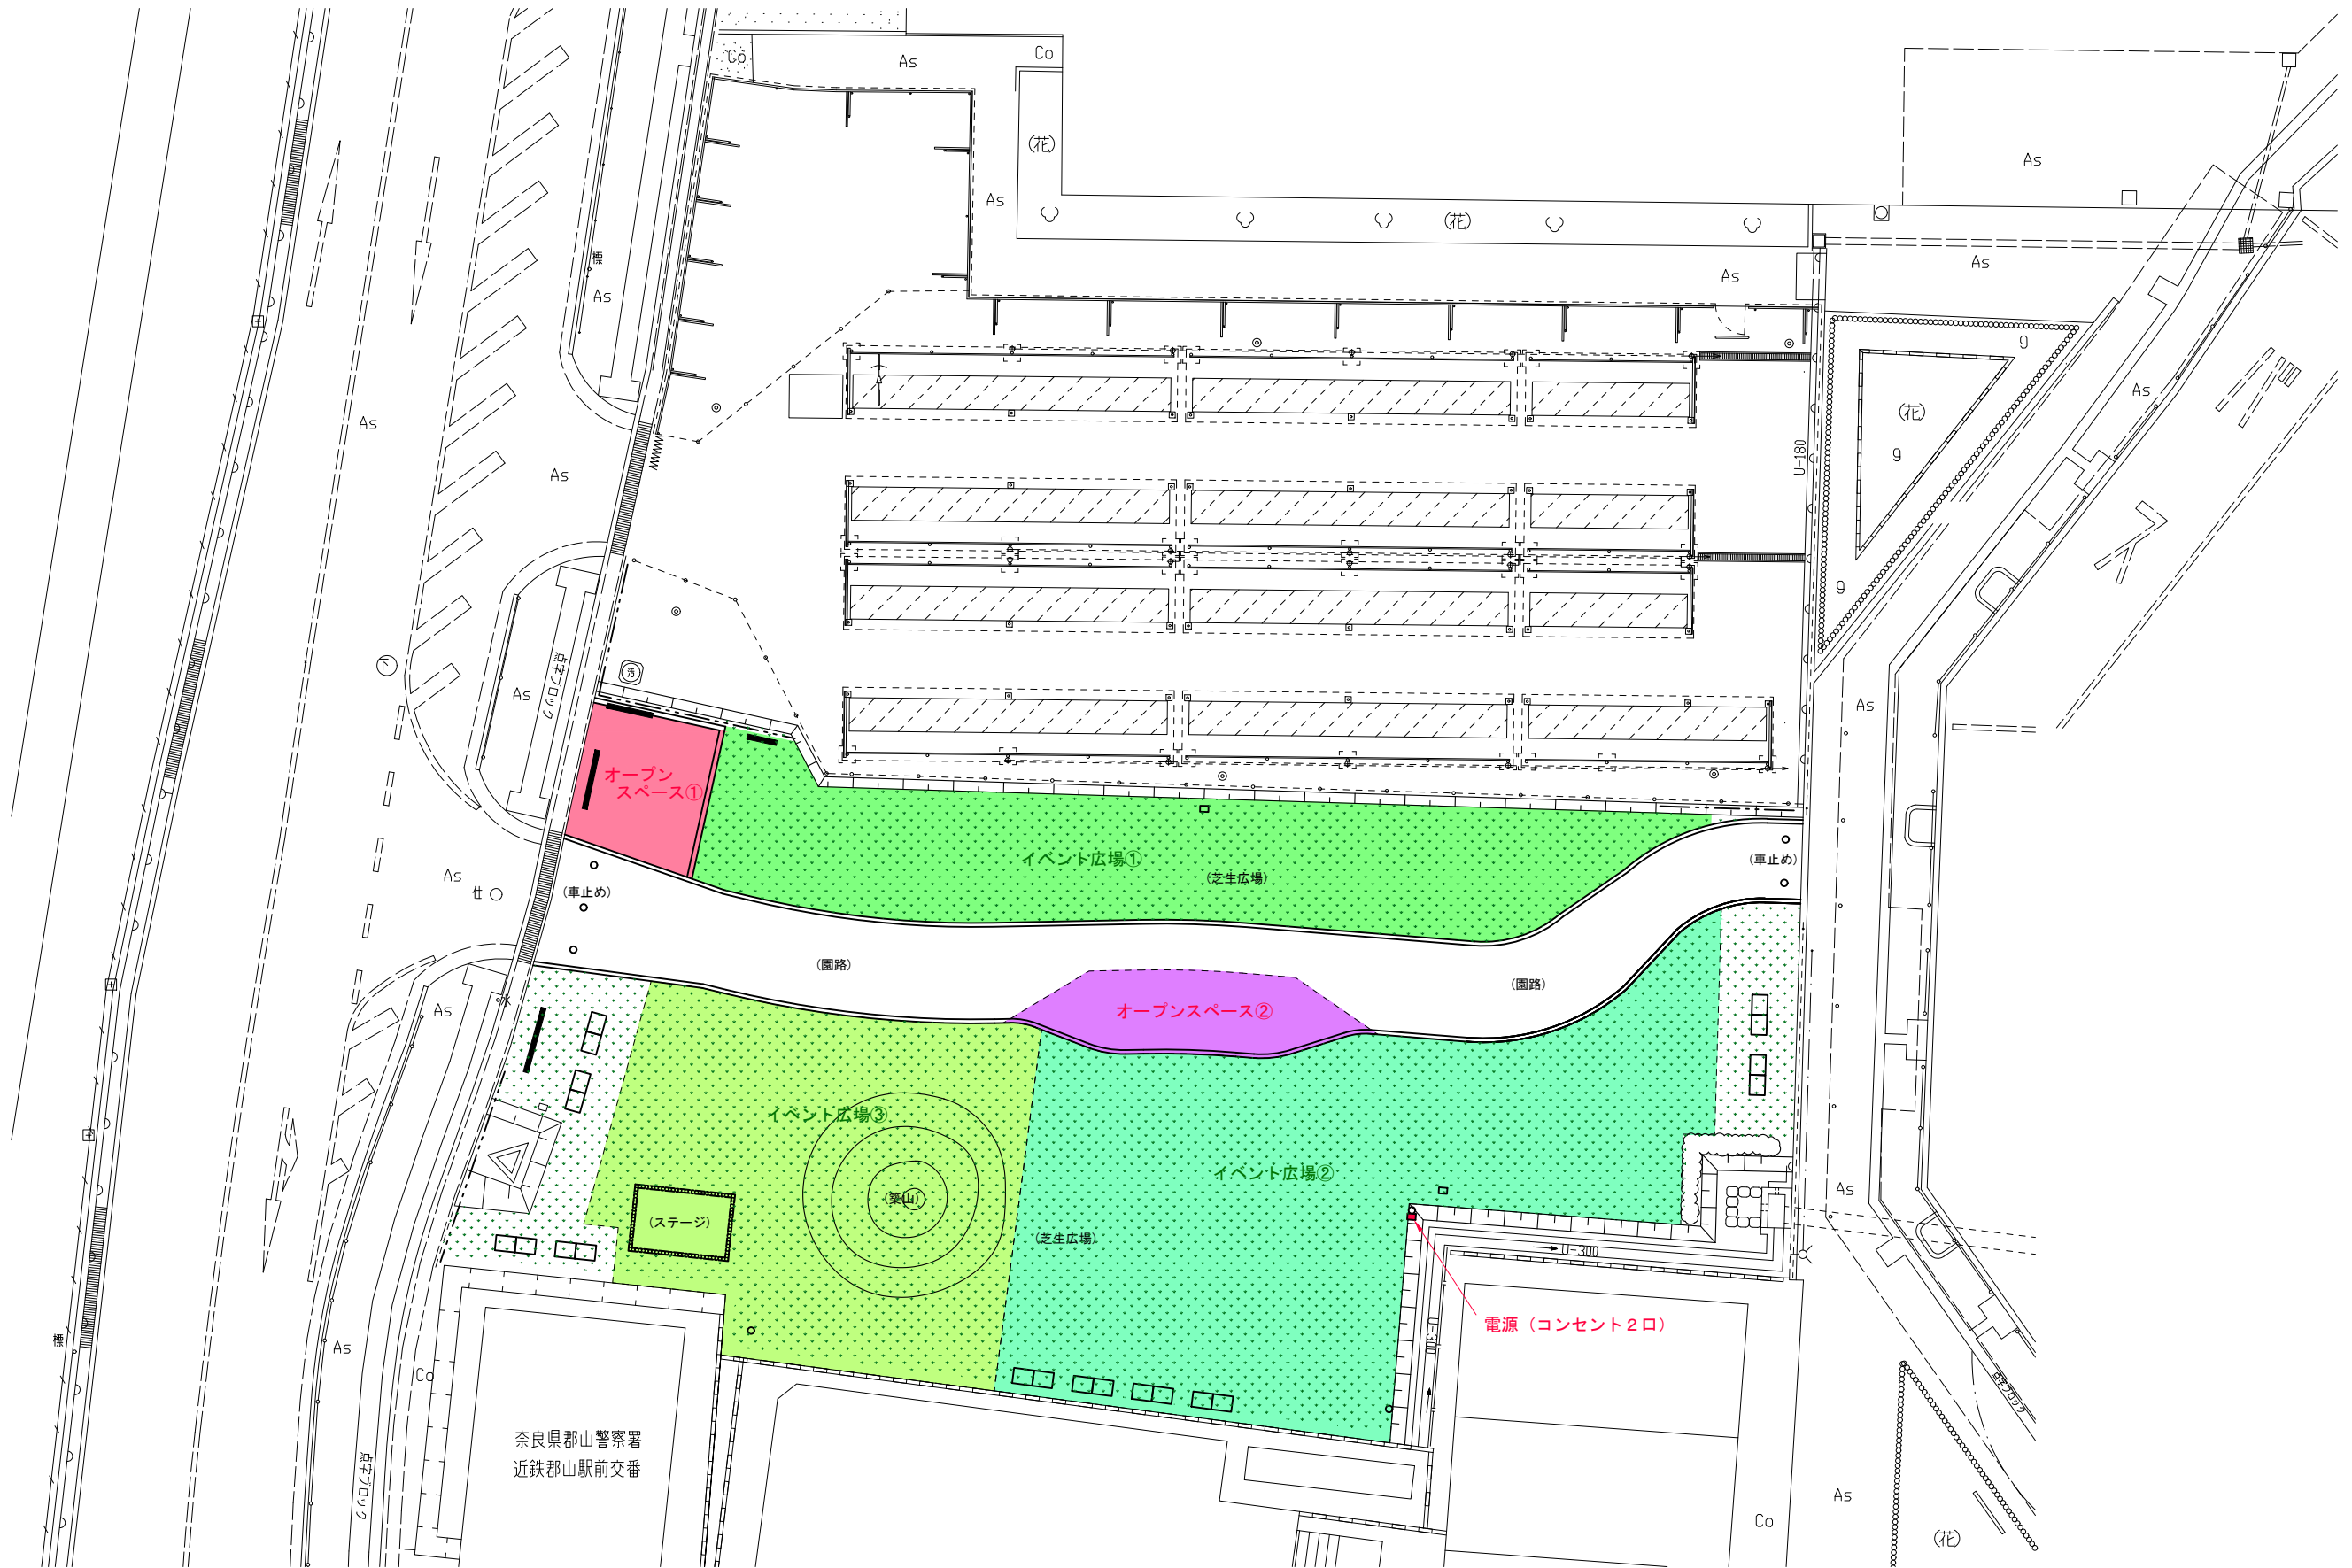 Co
As
Co
(花)
As
(花)
As
As
As
標
As
9
(花)
9
9
As
As
As
U-180
下
汚
As
点字ブロック
As
オープン
スペース①
イベント広場①
(芝生広場)
(車止め)
(車止め)
As
仕
(園路)
(園路)
オープンスペース②
As
イベント広場③
イベント広場②
(築山)
(ステージ)
(芝生広場)
As
U-300
電源（コンセント２口）
U-300
標
As
Co
点字ブロック
点字ブロック
奈良県郡山警察署
近鉄郡山駅前交番
As
Co
(花)